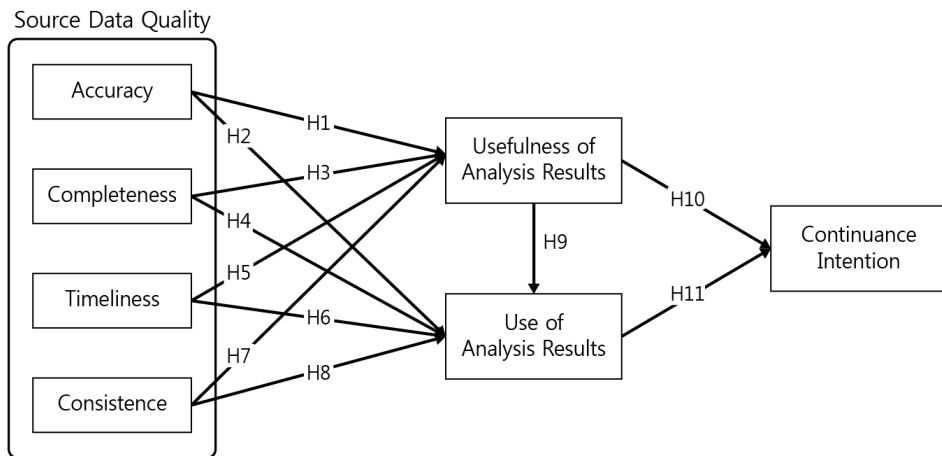 Source Data Quality
Accuracy
Completeness
Timeliness
Consistence
H1
H2
H3
H4
H5
H6
H7
H8
Usefulness of
Analysis Results
H9
Use of
Analysis Results
H10
H11
Continuance
Intention